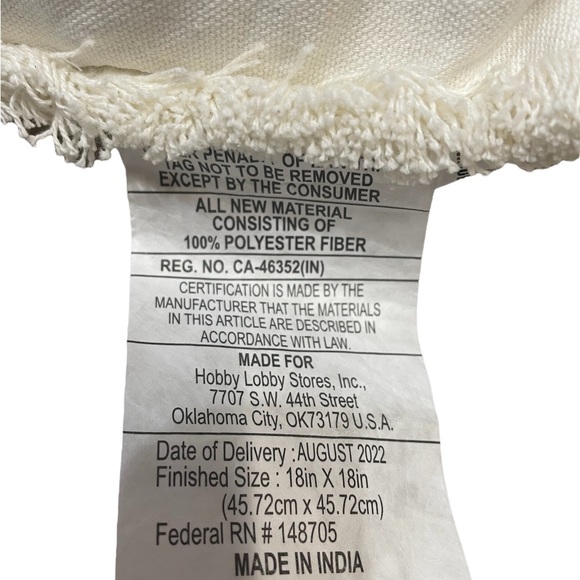 TAG NOT TO BE REMOVED
EXCEPT BY THE CONSUMER
ALL NEW MATERIAL
CONSISTING OF
100% POLYESTER FIBER
REG. NO. CA-46352(IN)
CERTIFICATION IS MADE BY THE
MANUFACTURER THAT THE MATERIALS
IN THIS ARTICLE ARE DESCRIBED IN
ACCORDANCE WITH LAW.
MADE FOR
Hobby Lobby Stores, Inc.,
7707 S.W. 44th Street
Oklahoma City, OK73179 U.S.A.
Date of Delivery : AUGUST 2022
Finished Size : 18in X 18in
(45.72cm x 45.72cm)
Federal RN # 148705
MADE IN INDIA